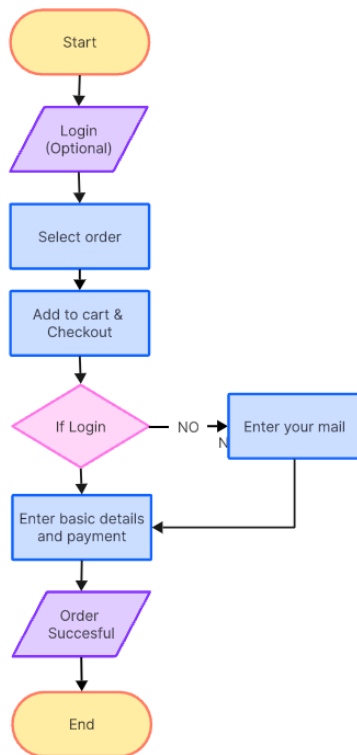 Start
Login
(Optional)
Select order
Add to cart &
Checkout
If Login
NO
N
Enter your mail
Enter basic details
and payment
Order
Succesful
End